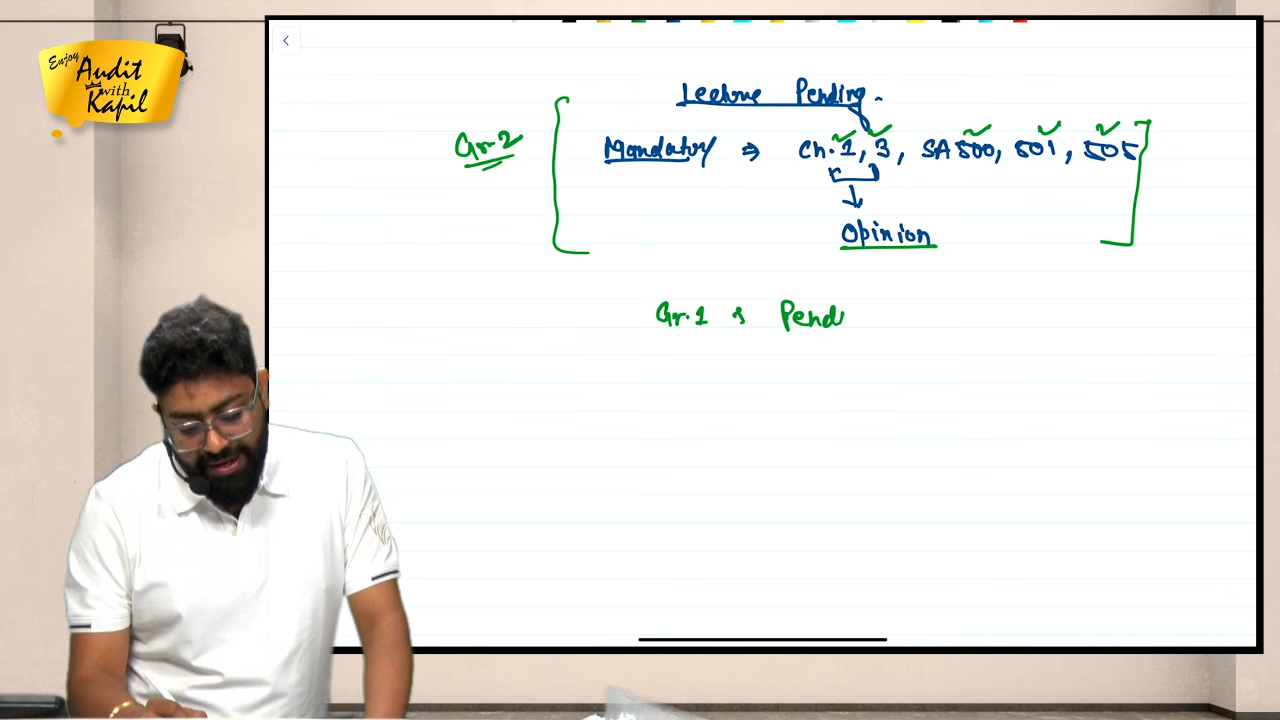 Enjoy
Audit
with
Kapil
Lecture Pending.
Gr. 2
Mandatory ⇒ Ch. 1, 3, SA 500, 501, 505
↓
Opinion
Gr. 1 & Pend